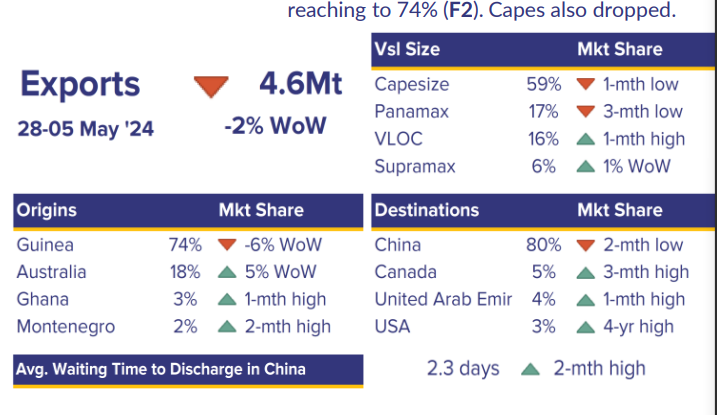 reaching to 74% (F2). Capes also dropped.
Exports 4.6Mt
28-05 May '24 -2% WoW
Vsl Size Mkt Share
Capesize 59% 1-mth low
Panamax 17% 3-mth low
VLOC 16% 1-mth high
Supramax 6% 1% WoW
Origins Mkt Share
Guinea 74% -6% WoW
Australia 18% 5% WoW
Ghana 3% 1-mth high
Montenegro 2% 2-mth high
Destinations Mkt Share
China 80% 2-mth low
Canada 5% 3-mth high
United Arab Emir 4% 1-mth high
USA 3% 4-yr high
Avg. Waiting Time to Discharge in China 2.3 days 2-mth high